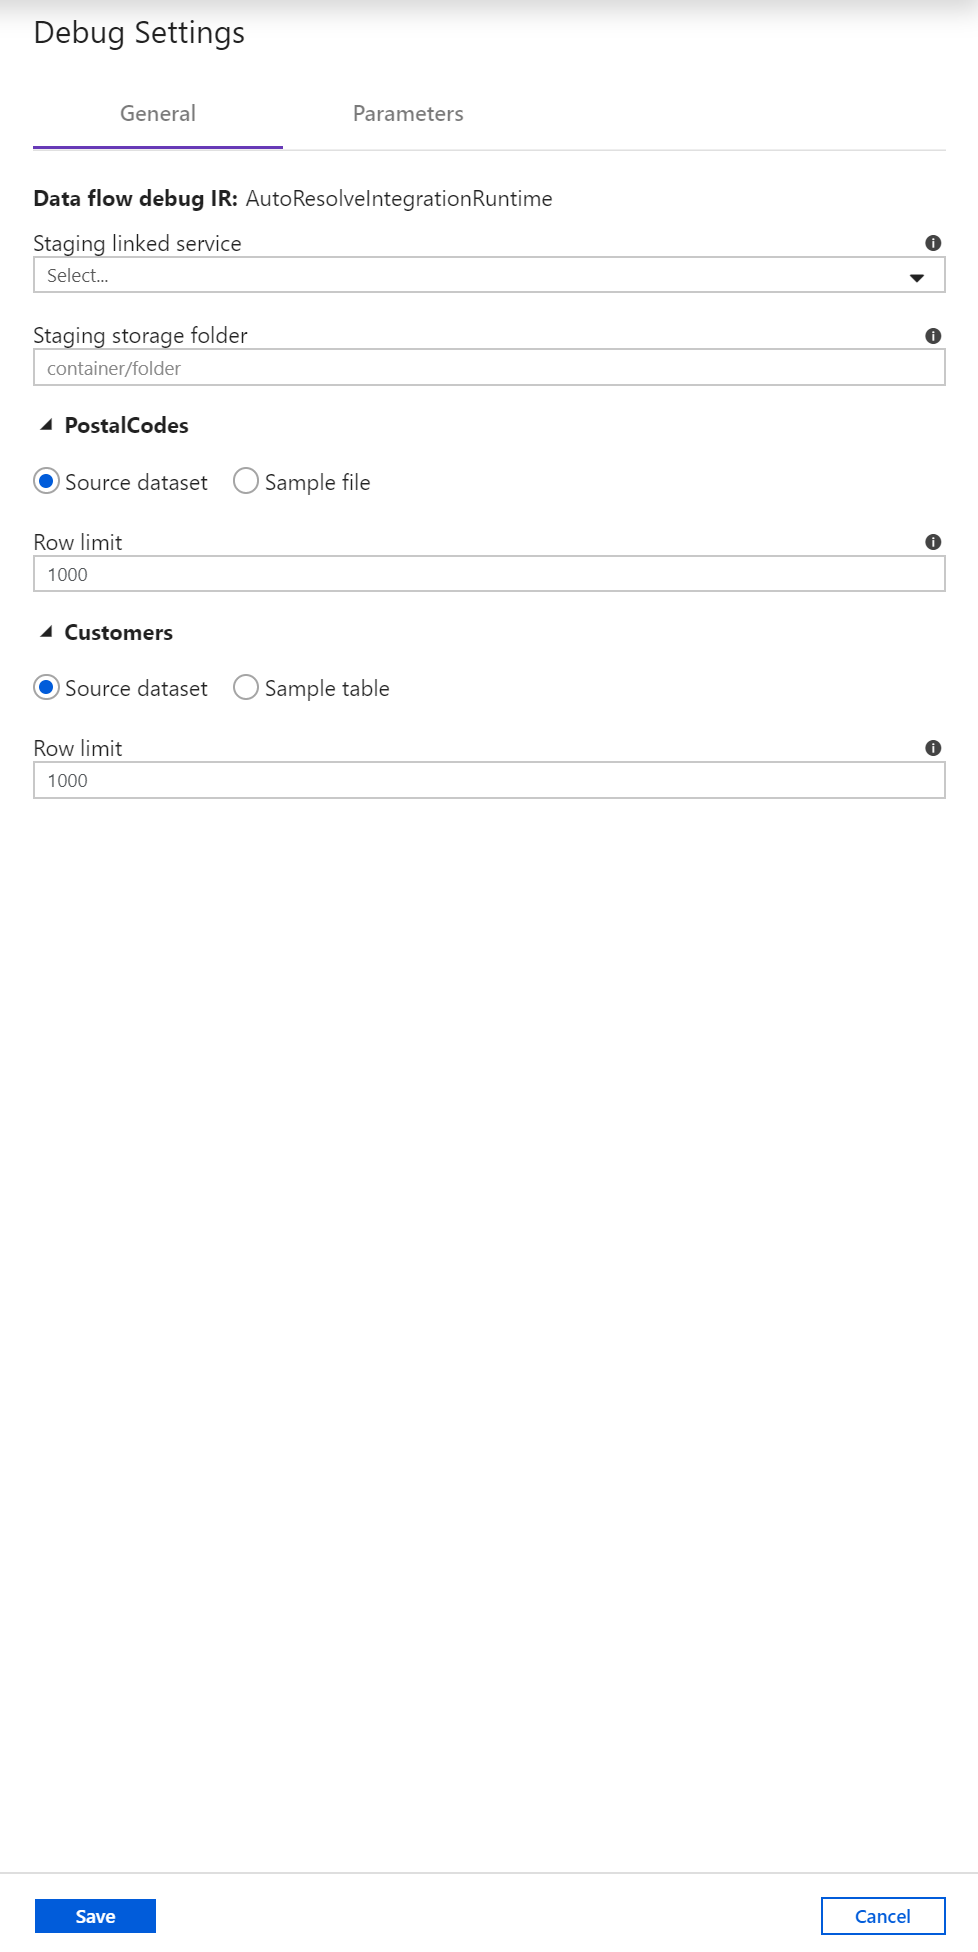 Debug Settings
General Parameters
Data flow debug IR: AutoResolveIntegrationRuntime
Staging linked service
Select...
Staging storage folder
container/folder
PostalCodes
Source dataset Sample file
Row limit
1000
Customers
Source dataset Sample table
Row limit
1000
Save Cancel